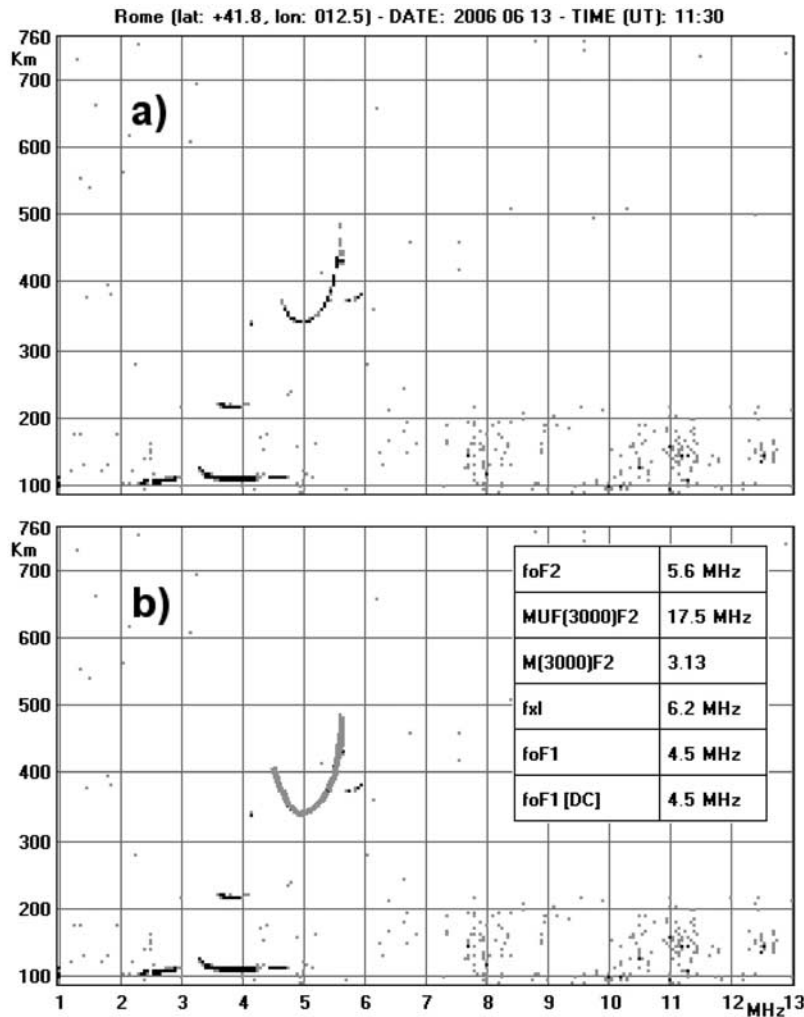 Rome (lat: +41.8, lon: 012.5) - DATE: 2006 06 13 - TIME (UT): 11:30
760
Km
700
600
500
400
300
200
100
a)
760
Km
700
600
500
400
300
200
100
b)
foF2 5.6 MHz
MUF(3000)F2 17.5 MHz
M(3000)F2 3.13
fxI 6.2 MHz
foF1 4.5 MHz
foF1 [DC] 4.5 MHz
1 2 3 4 5 6 7 8 9 10 11 12 MHz 13